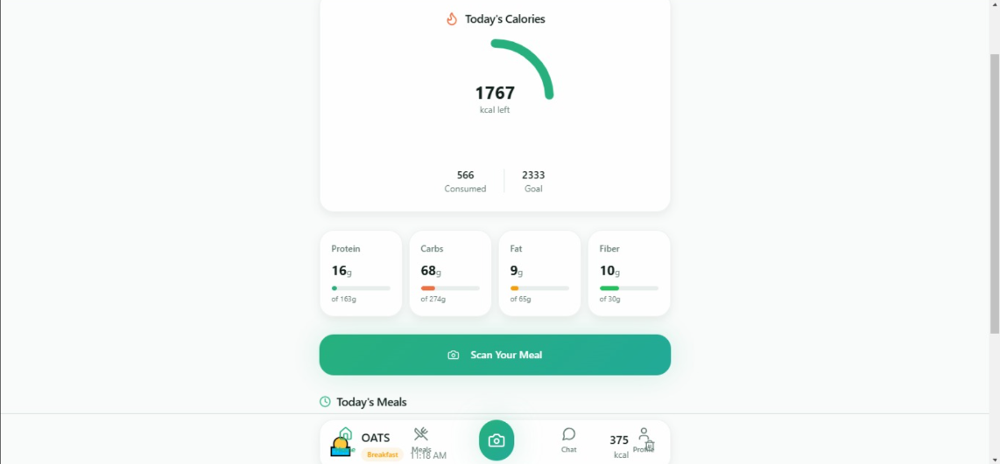 Today's Calories
1767
kcal left
566
Consumed
2333
Goal
Protein
16g
of 163g
Carbs
68g
of 274g
Fat
9g
of 65g
Fiber
10g
of 30g
Scan Your Meal
Today's Meals
OATS
Breakfast
11:18 AM
375
kcal
Meals
Chat
Profile